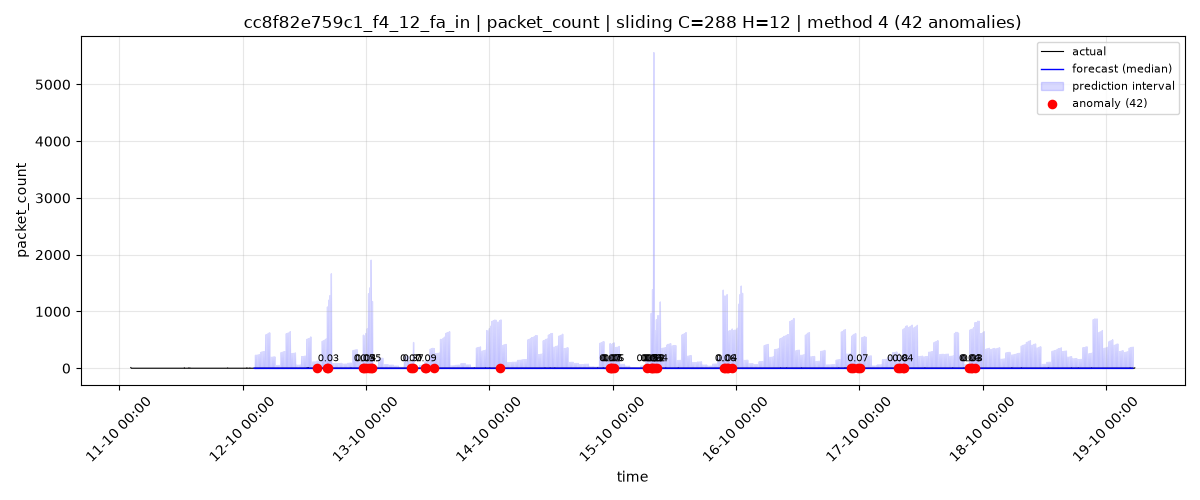 cc8f82e759c1_f4_12_fa_in | packet_count | sliding C=288 H=12 | method 4 (42 anomalies)
actual
forecast (median)
prediction interval
anomaly (42)
packet_count
5000
4000
3000
2000
1000
0
0.03
0.09
0.07
0.04
11-10 00:00
12-10 00:00
13-10 00:00
14-10 00:00
15-10 00:00
16-10 00:00
17-10 00:00
18-10 00:00
19-10 00:00
time